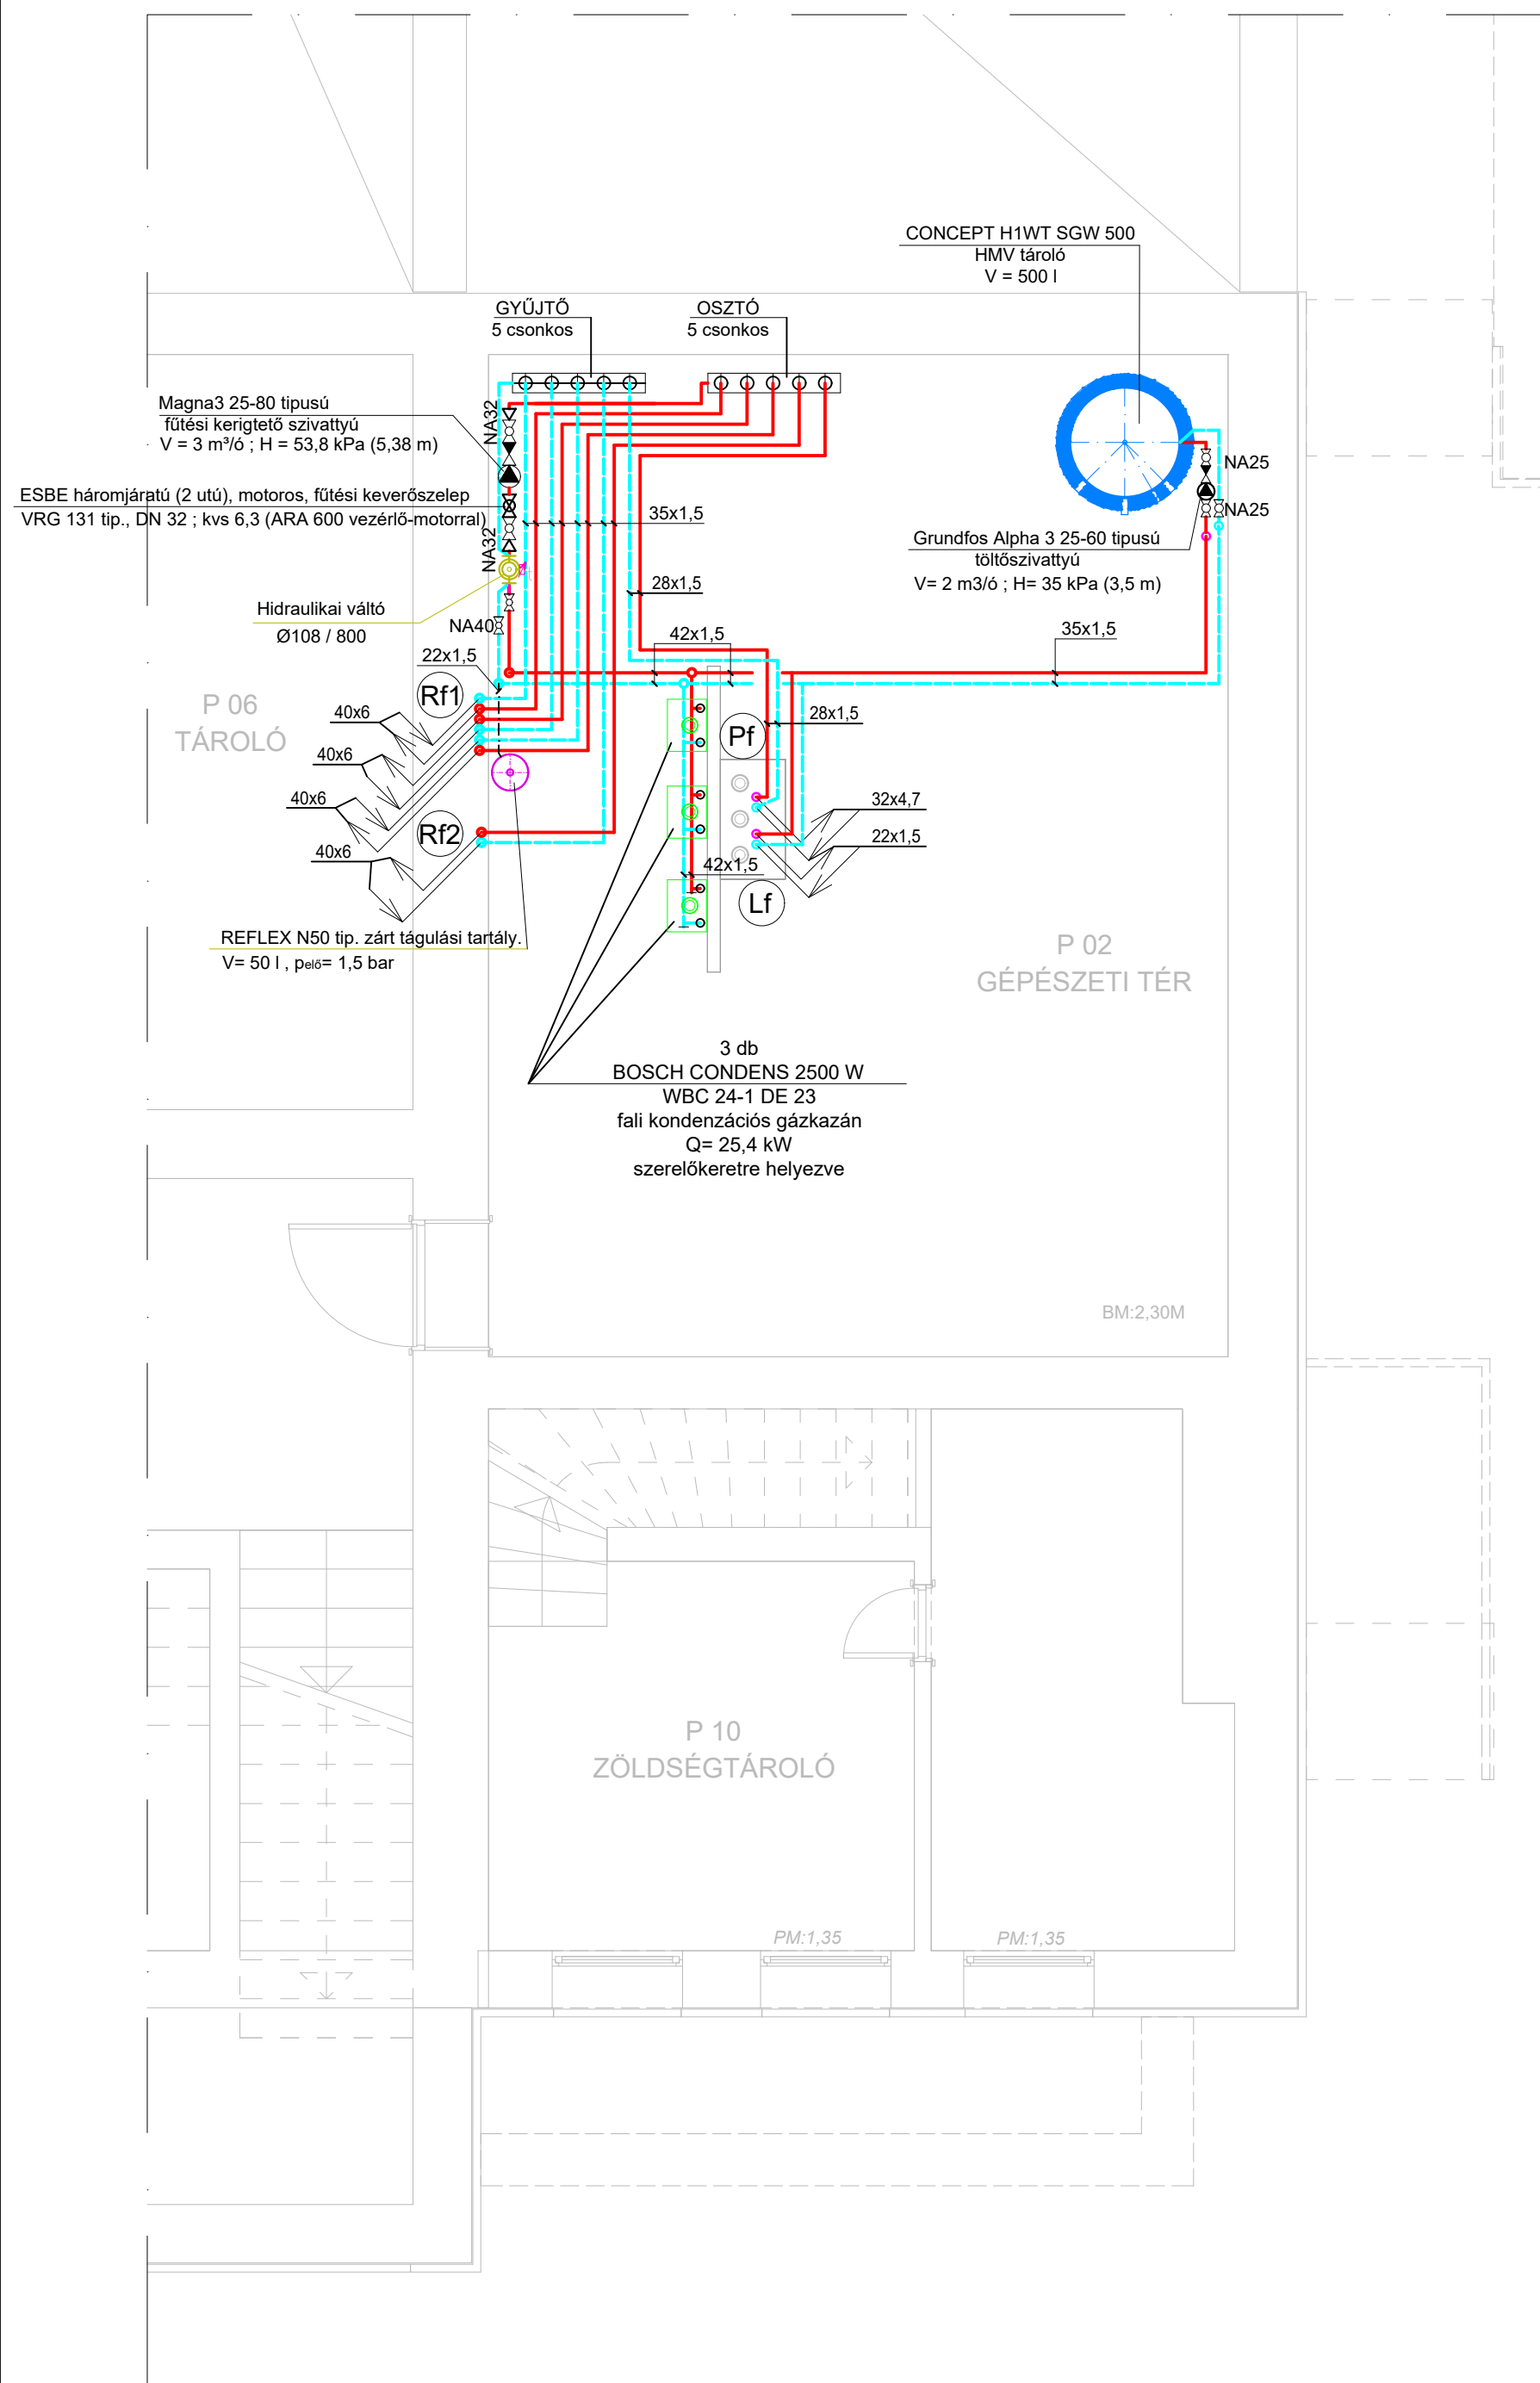 CONCEPT H1WT SGW 500
HMV tároló
V = 500 l
GYŰJTŐ
5 csonkos
OSZTÓ
5 csonkos
Magna3 25-80 tipusú
fűtési kerigtető szivattyú
V = 3 m³/ó ; H = 53,8 kPa (5,38 m)
NA32
NA25
ESBE háromjáratú (2 utú), motoros, fűtési keverőszelep
VRG 131 tip., DN 32 ; kvs 6,3 (ARA 600 vezérlő-motorral)
35x1,5
NA25
NA32
Grundfos Alpha 3 25-60 tipusú
töltőszivattyú
V= 2 m3/ó ; H= 35 kPa (3,5 m)
28x1,5
Hidraulikai váltó
Ø108 / 800
NA40
42x1,5
35x1,5
22x1,5
Rf1
P 06
TÁROLÓ
40x6
28x1,5
Pf
40x6
40x6
32x4,7
Rf2
22x1,5
40x6
42x1,5
Lf
REFLEX N50 tip. zárt tágulási tartály.
V= 50 l , pelő= 1,5 bar
P 02
GÉPÉSZETI TÉR
3 db
BOSCH CONDENS 2500 W
WBC 24-1 DE 23
fali kondenzációs gázkazán
Q= 25,4 kW
szerelőkeretre helyezve
BM:2,30M
P 10
ZÖLDSÉGTÁROLÓ
PM:1,35
PM:1,35